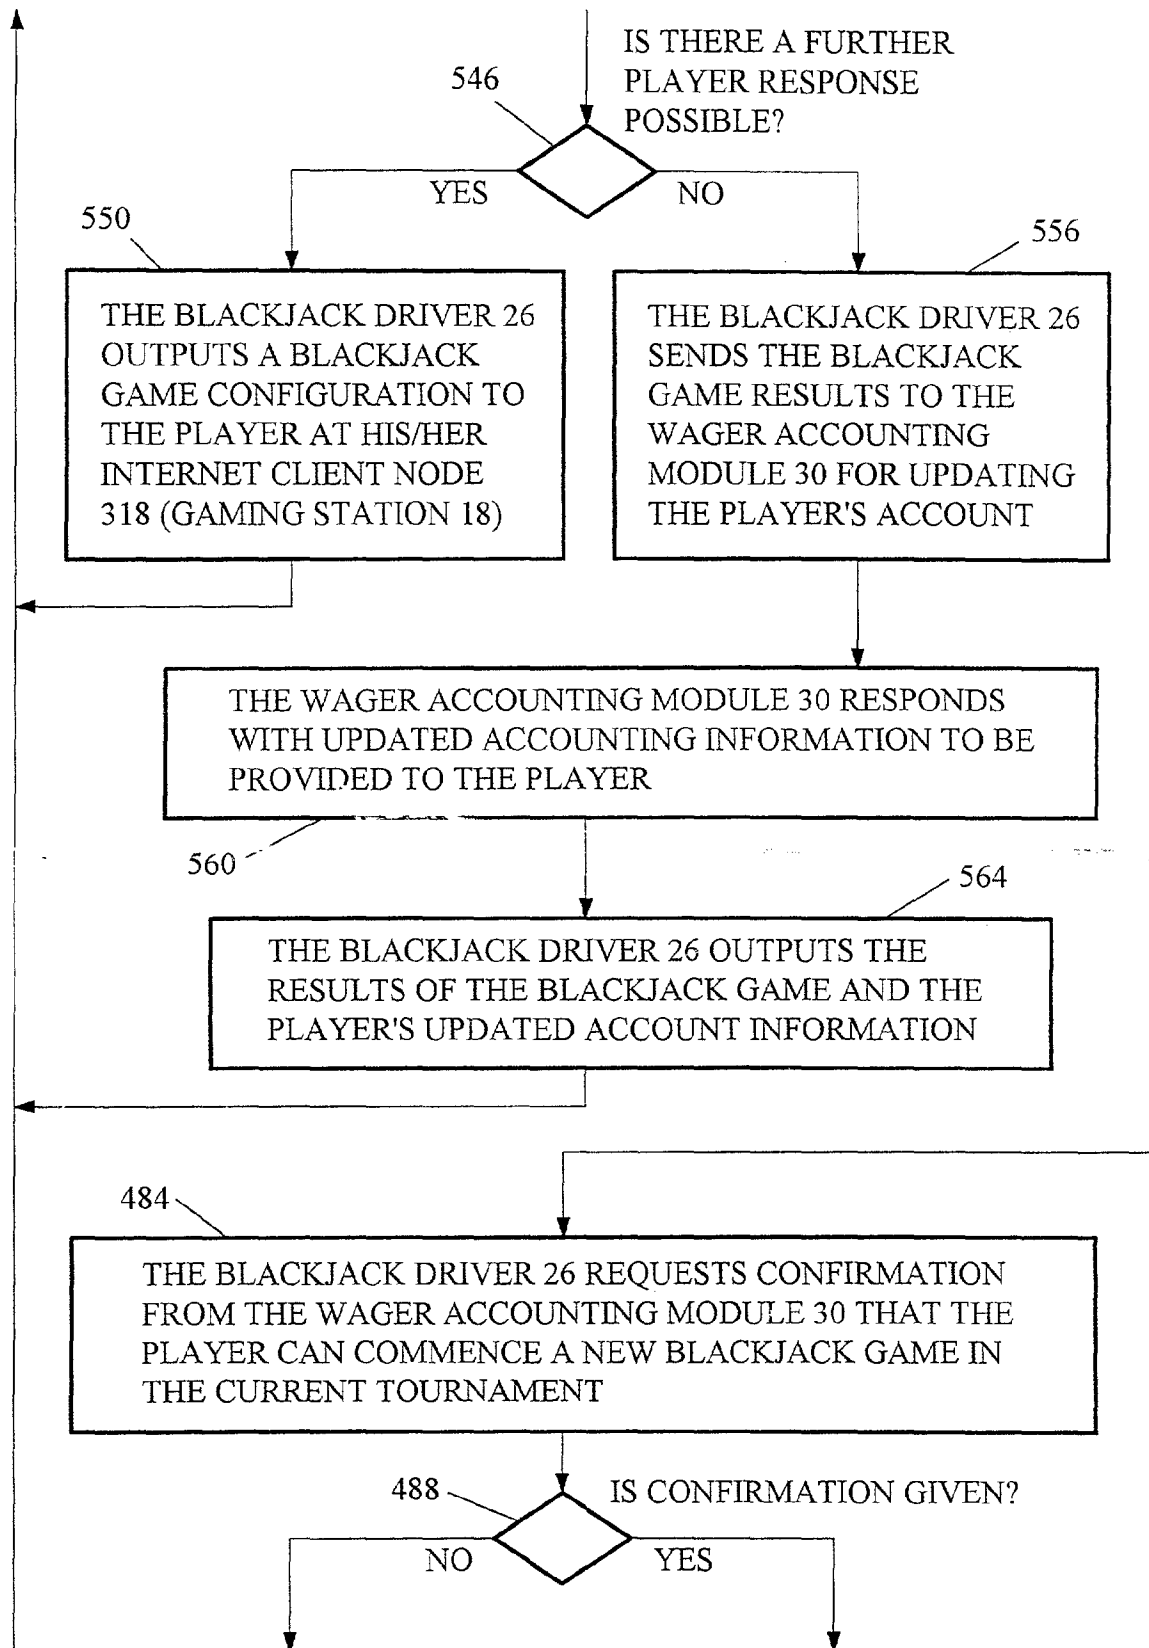 IS THERE A FURTHER
PLAYER RESPONSE
POSSIBLE?
546
YES
NO
550
556
THE BLACKJACK DRIVER 26
OUTPUTS A BLACKJACK
GAME CONFIGURATION TO
THE PLAYER AT HIS/HER
INTERNET CLIENT NODE
318 (GAMING STATION 18)
THE BLACKJACK DRIVER 26
SENDS THE BLACKJACK
GAME RESULTS TO THE
WAGER ACCOUNTING
MODULE 30 FOR UPDATING
THE PLAYER'S ACCOUNT
THE WAGER ACCOUNTING MODULE 30 RESPONDS
WITH UPDATED ACCOUNTING INFORMATION TO BE
PROVIDED TO THE PLAYER
560
564
THE BLACKJACK DRIVER 26 OUTPUTS THE
RESULTS OF THE BLACKJACK GAME AND THE
PLAYER'S UPDATED ACCOUNT INFORMATION
484
THE BLACKJACK DRIVER 26 REQUESTS CONFIRMATION
FROM THE WAGER ACCOUNTING MODULE 30 THAT THE
PLAYER CAN COMMENCE A NEW BLACKJACK GAME IN
THE CURRENT TOURNAMENT
488
IS CONFIRMATION GIVEN?
NO
YES